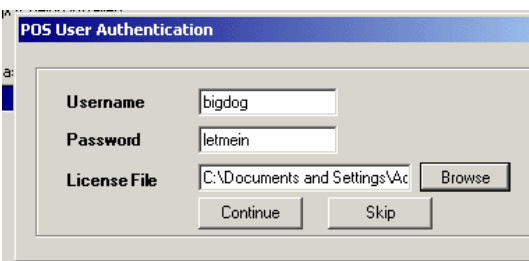 POS User Authentication
Username bigdog
Password letmein
License File C:\Documents and Settings\Ac Browse
Continue Skip